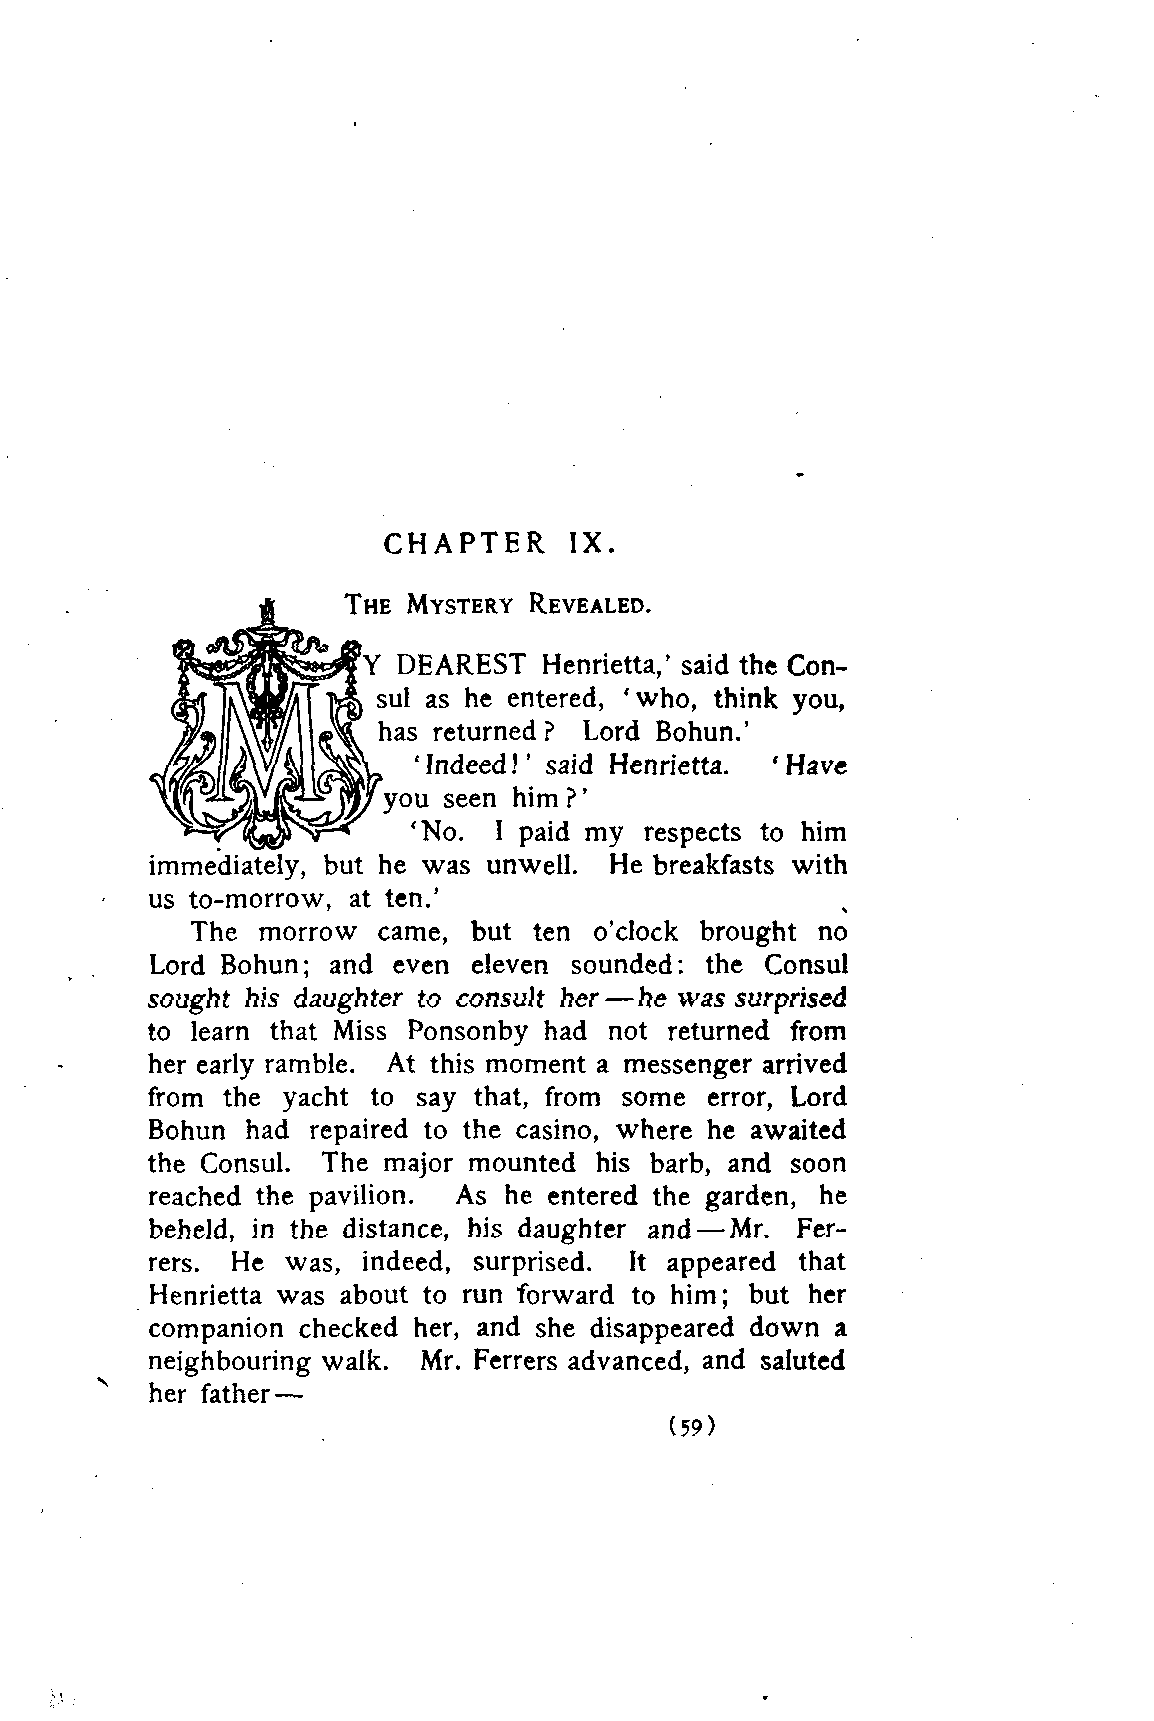 CHAPTER IX.
THE MYSTERY REVEALED.
MY DEAREST Henrietta,' said the Con-
sul as he entered, 'who, think you,
has returned? Lord Bohun.'
'Indeed!' said Henrietta. 'Have
you seen him?'
'No. I paid my respects to him
immediately, but he was unwell. He breakfasts with
us to-morrow, at ten.'
The morrow came, but ten o'clock brought no
Lord Bohun; and even eleven sounded: the Consul
sought his daughter to consult her—he was surprised
to learn that Miss Ponsonby had not returned from
her early ramble. At this moment a messenger arrived
from the yacht to say that, from some error, Lord
Bohun had repaired to the casino, where he awaited
the Consul. The major mounted his barb, and soon
reached the pavilion. As he entered the garden, he
beheld, in the distance, his daughter and—Mr. Fer-
rers. He was, indeed, surprised. It appeared that
Henrietta was about to run forward to him; but her
companion checked her, and she disappeared down a
neighbouring walk. Mr. Ferrers advanced, and saluted
her father—
(59)